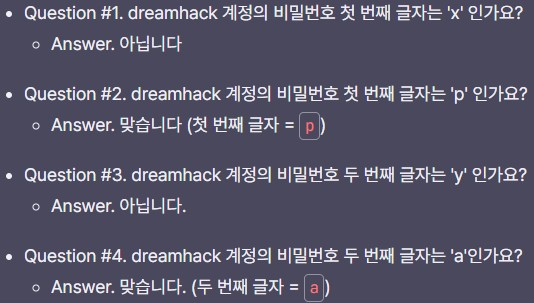 • Question #1. dreamhack 계정의 비밀번호 첫 번째 글자는 'x' 인가요?
◦ Answer. 아닙니다
• Question #2. dreamhack 계정의 비밀번호 첫 번째 글자는 'p' 인가요?
◦ Answer. 맞습니다 (첫 번째 글자 = p)
• Question #3. dreamhack 계정의 비밀번호 두 번째 글자는 'y' 인가요?
◦ Answer. 아닙니다.
• Question #4. dreamhack 계정의 비밀번호 두 번째 글자는 'a'인가요?
◦ Answer. 맞습니다. (두 번째 글자 = a)